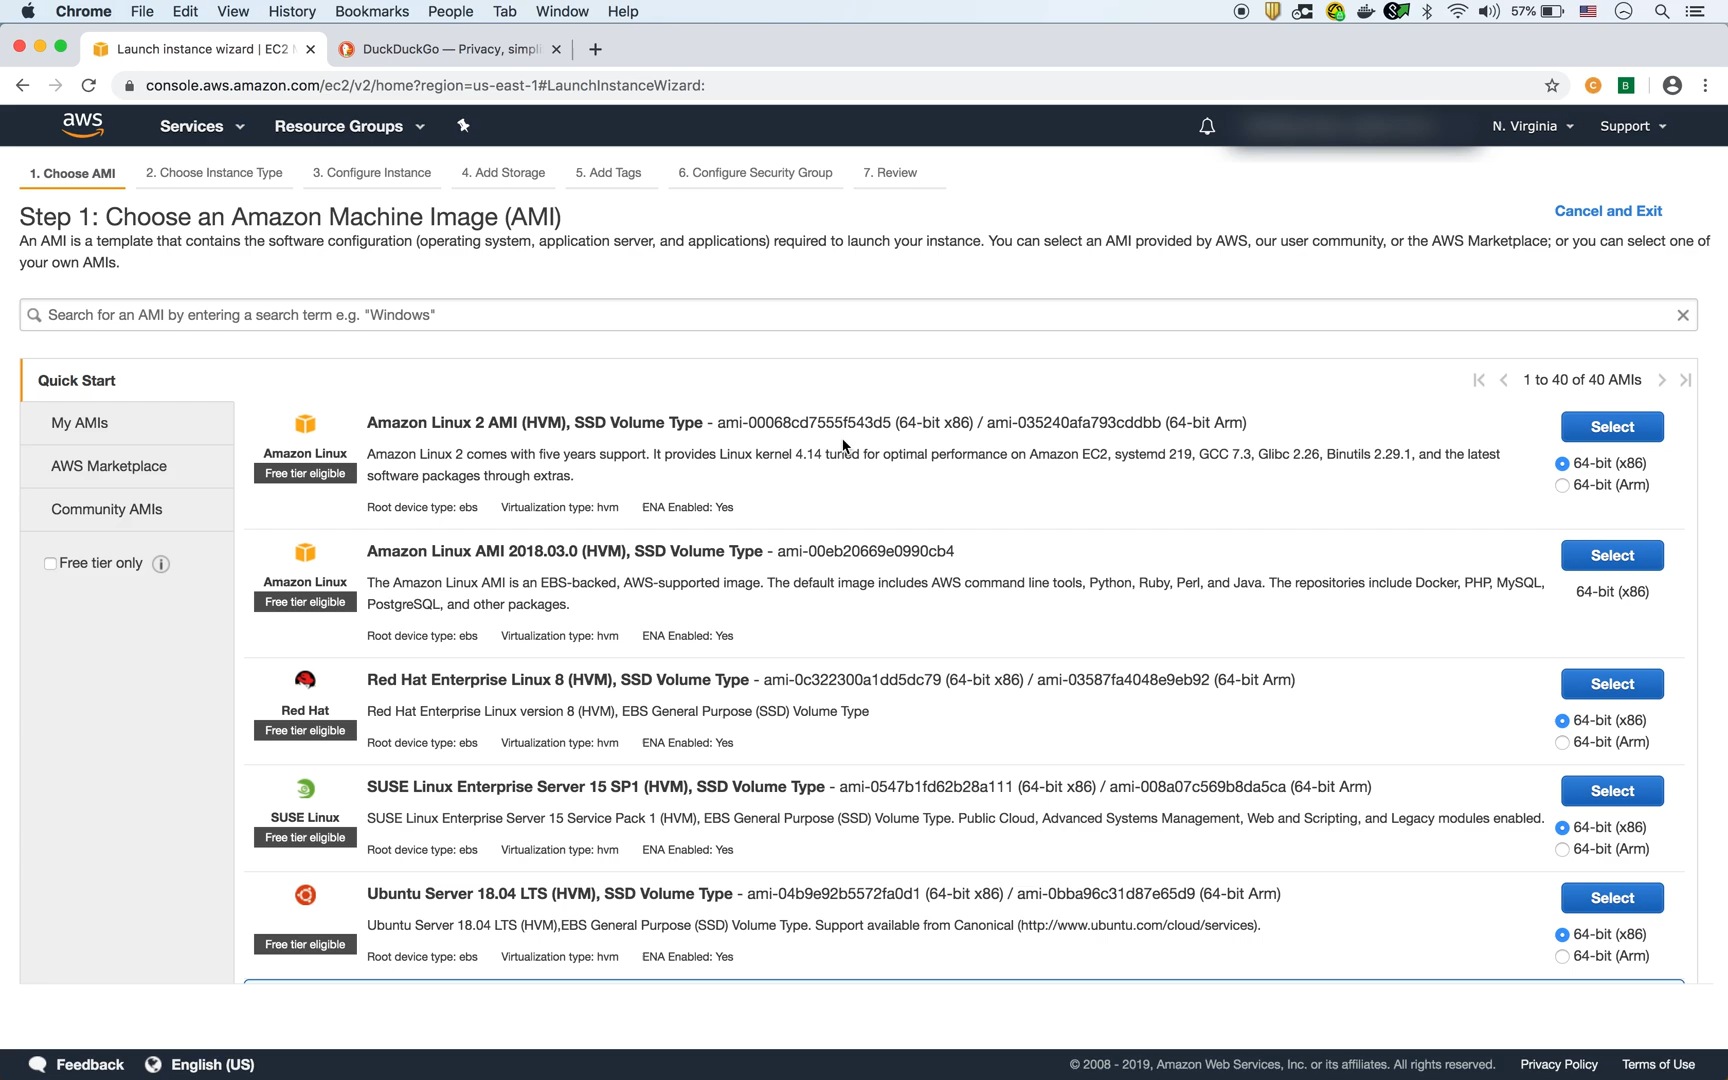 Chrome File Edit View History Bookmarks People Tab Window Help 57%
Launch instance wizard | EC2 DuckDuckGo — Privacy, simpli
console.aws.amazon.com/ec2/v2/home?region=us-east-1#LaunchInstanceWizard:
aws Services Resource Groups N. Virginia Support
1. Choose AMI 2. Choose Instance Type 3. Configure Instance 4. Add Storage 5. Add Tags 6. Configure Security Group 7. Review
Step 1: Choose an Amazon Machine Image (AMI) Cancel and Exit
An AMI is a template that contains the software configuration (operating system, application server, and applications) required to launch your instance. You can select an AMI provided by AWS, our user community, or the AWS Marketplace; or you can select one of
your own AMIs.
Search for an AMI by entering a search term e.g. "Windows"
Quick Start 1 to 40 of 40 AMIs
My AMIs
AWS Marketplace
Community AMIs
Free tier only
Amazon Linux
Free tier eligible
Amazon Linux 2 AMI (HVM), SSD Volume Type - ami-00068cd7555f543d5 (64-bit x86) / ami-035240afa793cddbb (64-bit Arm)
Amazon Linux 2 comes with five years support. It provides Linux kernel 4.14 tuned for optimal performance on Amazon EC2, systemd 219, GCC 7.3, Glibc 2.26, Binutils 2.29.1, and the latest
software packages through extras.
Root device type: ebs Virtualization type: hvm ENA Enabled: Yes
Select
64-bit (x86)
64-bit (Arm)
Amazon Linux
Free tier eligible
Amazon Linux AMI 2018.03.0 (HVM), SSD Volume Type - ami-00eb20669e0990cb4
The Amazon Linux AMI is an EBS-backed, AWS-supported image. The default image includes AWS command line tools, Python, Ruby, Perl, and Java. The repositories include Docker, PHP, MySQL,
PostgreSQL, and other packages.
Root device type: ebs Virtualization type: hvm ENA Enabled: Yes
Select
64-bit (x86)
Red Hat
Free tier eligible
Red Hat Enterprise Linux 8 (HVM), SSD Volume Type - ami-0c322300a1dd5dc79 (64-bit x86) / ami-03587fa4048e9eb92 (64-bit Arm)
Red Hat Enterprise Linux version 8 (HVM), EBS General Purpose (SSD) Volume Type
Root device type: ebs Virtualization type: hvm ENA Enabled: Yes
Select
64-bit (x86)
64-bit (Arm)
SUSE Linux
Free tier eligible
SUSE Linux Enterprise Server 15 SP1 (HVM), SSD Volume Type - ami-0547b1fd62b28a111 (64-bit x86) / ami-008a07c569b8da5ca (64-bit Arm)
SUSE Linux Enterprise Server 15 Service Pack 1 (HVM), EBS General Purpose (SSD) Volume Type. Public Cloud, Advanced Systems Management, Web and Scripting, and Legacy modules enabled.
Root device type: ebs Virtualization type: hvm ENA Enabled: Yes
Select
64-bit (x86)
64-bit (Arm)
Free tier eligible
Ubuntu Server 18.04 LTS (HVM), SSD Volume Type - ami-04b9e92b5572fa0d1 (64-bit x86) / ami-0bba96c31d87e65d9 (64-bit Arm)
Ubuntu Server 18.04 LTS (HVM),EBS General Purpose (SSD) Volume Type. Support available from Canonical (http://www.ubuntu.com/cloud/services).
Root device type: ebs Virtualization type: hvm ENA Enabled: Yes
Select
64-bit (x86)
64-bit (Arm)
Feedback English (US) © 2008 - 2019, Amazon Web Services, Inc. or its affiliates. All rights reserved. Privacy Policy Terms of Use